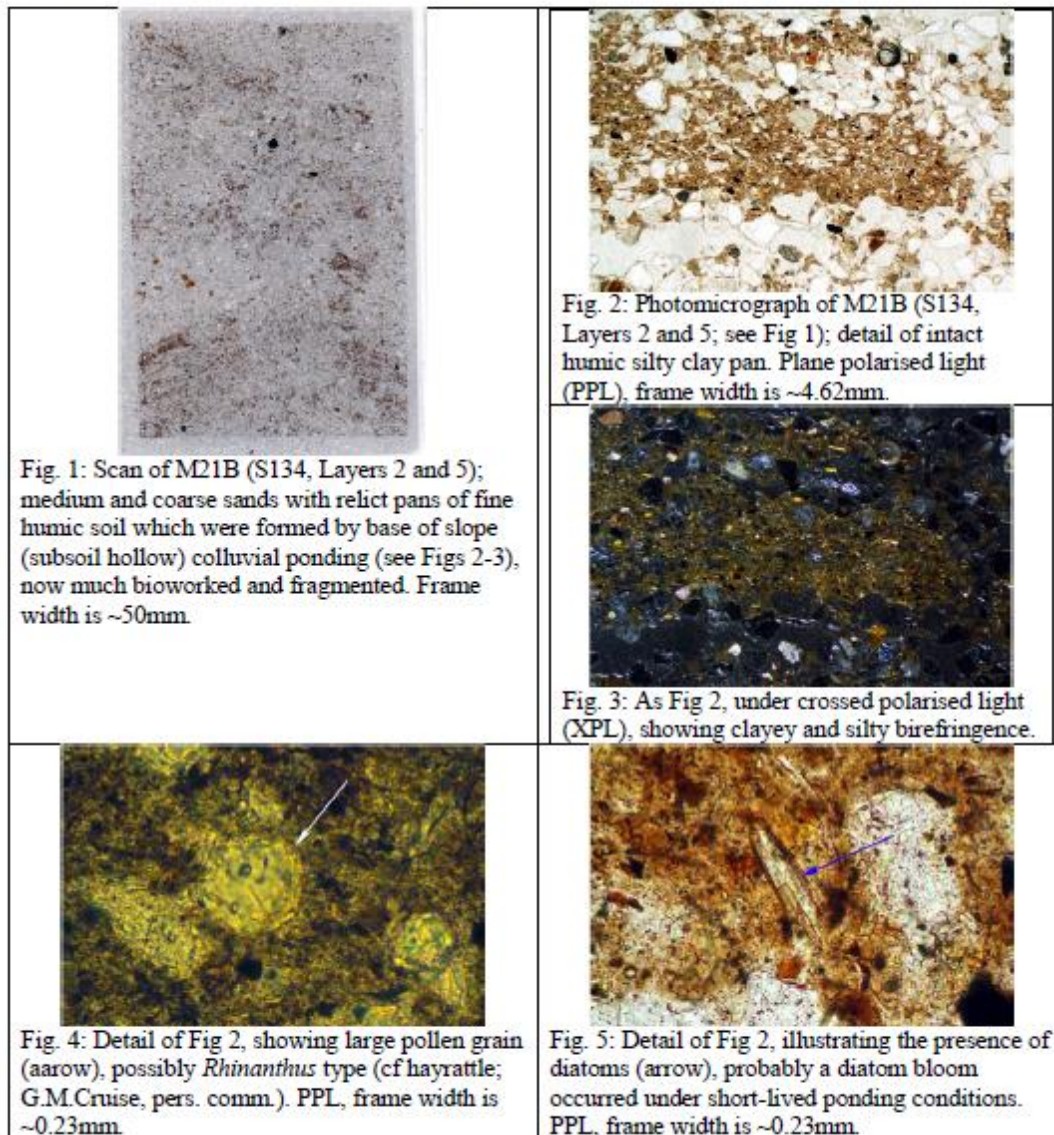 Fig. 1: Scan of M21B (S134, Layers 2 and 5);
medium and coarse sands with relict pans of fine
humic soil which were formed by base of slope
(subsoil hollow) colluvial ponding (see Figs 2-3),
now much bioworked and fragmented. Frame
width is ~50mm.
Fig. 2: Photomicrograph of M21B (S134,
Layers 2 and 5; see Fig 1); detail of intact
humic silty clay pan. Plane polarised light
(PPL), frame width is ~4.62mm.
Fig. 3: As Fig 2, under crossed polarised light
(XPL), showing clayey and silty birefringence.
Fig. 4: Detail of Fig 2, showing large pollen grain
(aarow), possibly Rhinanthus type (cf hayrattle;
G.M.Cruise, pers. comm.). PPL, frame width is
~0.23mm.
Fig. 5: Detail of Fig 2, illustrating the presence of
diatoms (arrow), probably a diatom bloom
occurred under short-lived ponding conditions.
PPL, frame width is ~0.23mm.